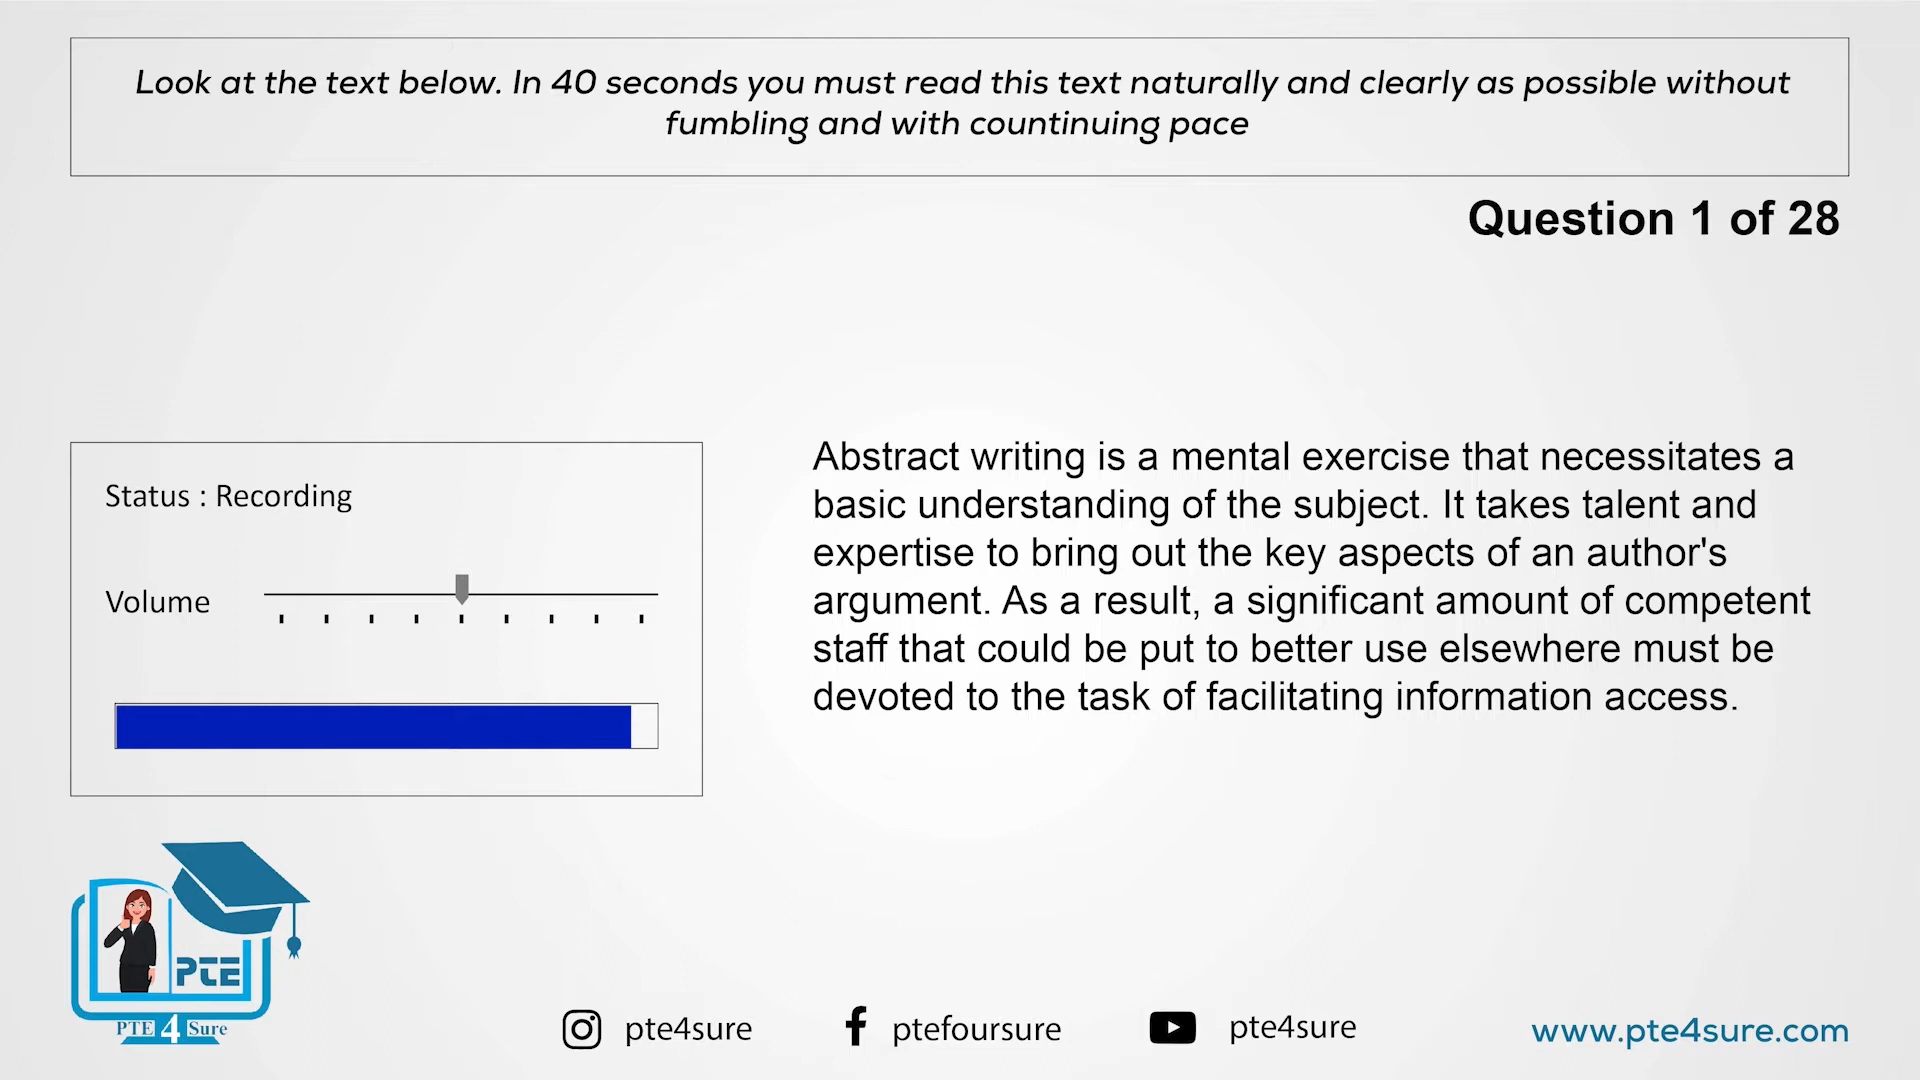 Look at the text below. In 40 seconds you must read this text naturally and clearly as possible without
fumbling and with countinuing pace
Question 1 of 28
Status : Recording
Volume
Abstract writing is a mental exercise that necessitates a
basic understanding of the subject. It takes talent and
expertise to bring out the key aspects of an author's
argument. As a result, a significant amount of competent
staff that could be put to better use elsewhere must be
devoted to the task of facilitating information access.
PTE
PTE 4 Sure
pte4sure
ptefoursure
pte4sure
www.pte4sure.com